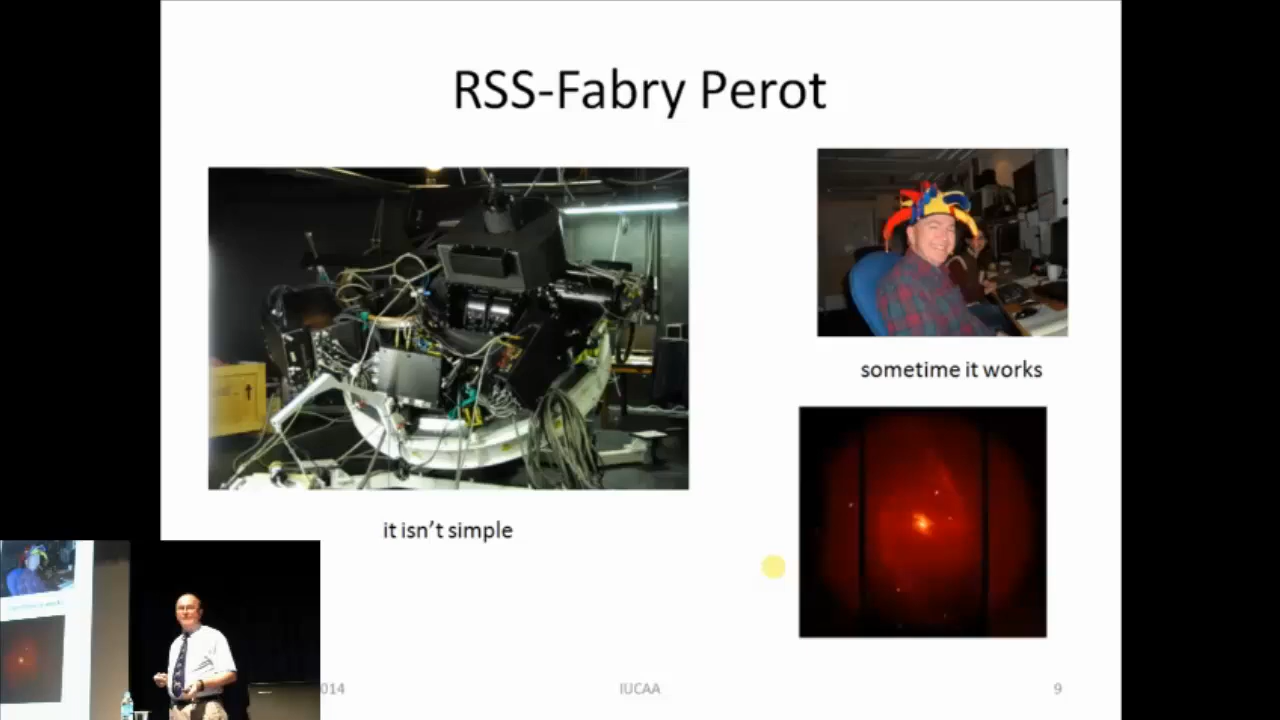 RSS-Fabry Perot
sometime it works
it isn't simple
014
IUCAA
9